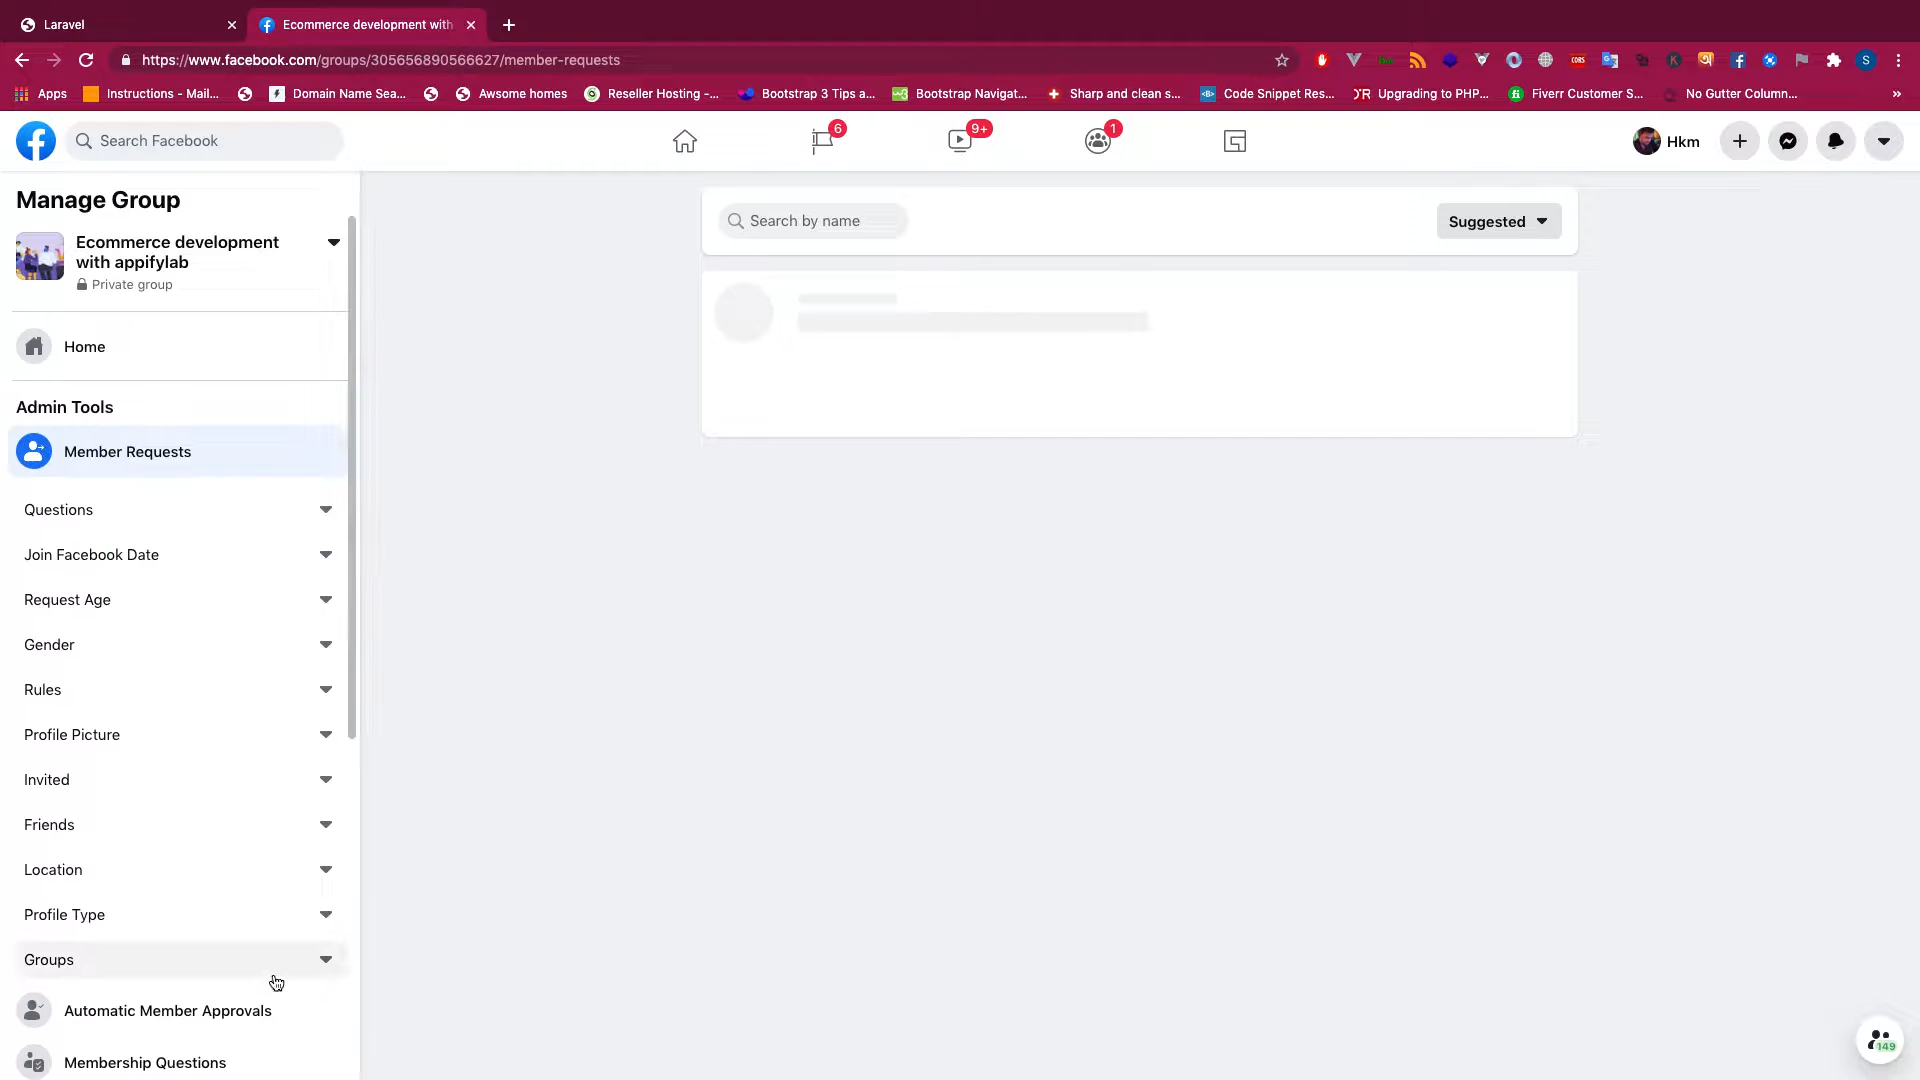 Laravel
Ecommerce development with
https://www.facebook.com/groups/305656890566627/member-requests
Apps
Instructions - Mail...
Domain Name Sea...
Awsome homes
Reseller Hosting -...
Bootstrap 3 Tips a...
Bootstrap Navigat...
Sharp and clean s...
Code Snippet Res...
Upgrading to PHP...
Fiverr Customer S...
No Gutter Column...
»
Search Facebook
6
9+
1
Hkm
Manage Group
Ecommerce development
with appifylab
Private group
Home
Admin Tools
Member Requests
Questions
Join Facebook Date
Request Age
Gender
Rules
Profile Picture
Invited
Friends
Location
Profile Type
Groups
Automatic Member Approvals
Membership Questions
Search by name
Suggested
149